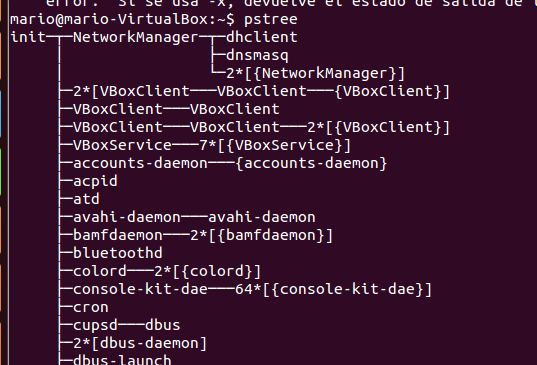 error. Si se usa -x, devuelve el estado de salida de
mario@mario-VirtualBox:~$ pstree
init─┬─NetworkManager─┬─dhclient
     │                ├─dnsmasq
     │                └─2*[{NetworkManager}]
     ├─2*[VBoxClient───VBoxClient───{VBoxClient}]
     ├─VBoxClient───VBoxClient
     ├─VBoxClient───VBoxClient───2*[{VBoxClient}]
     ├─VBoxService───7*[{VBoxService}]
     ├─accounts-daemon───{accounts-daemon}
     ├─acpid
     ├─atd
     ├─avahi-daemon───avahi-daemon
     ├─bamfdaemon───2*[{bamfdaemon}]
     ├─bluetoothd
     ├─colord───2*[{colord}]
     ├─console-kit-dae───64*[{console-kit-dae}]
     ├─cron
     ├─cupsd───dbus
     ├─2*[dbus-daemon]
     ├─dbus-launch